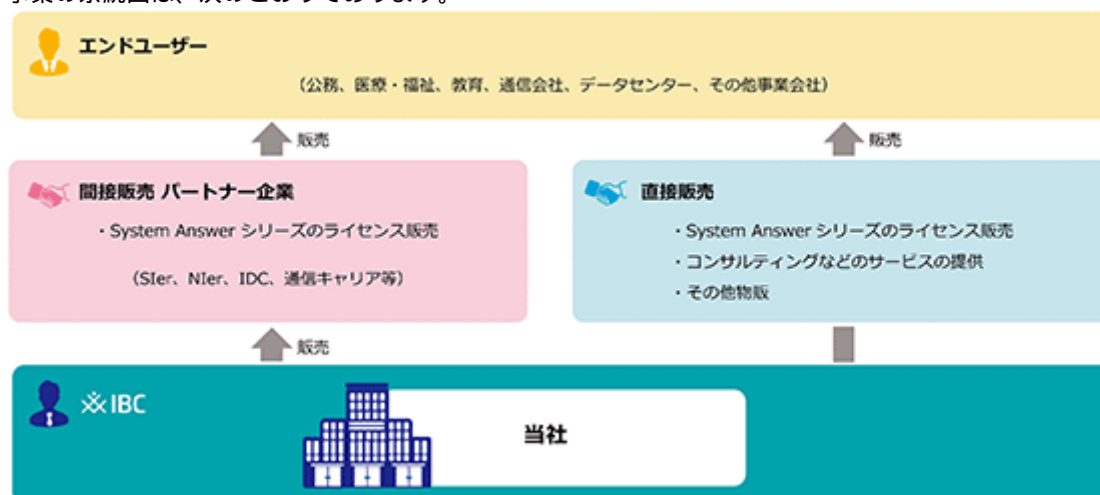 事業の系統図は、次のとおりであります。
エンドユーザー
（公務、医療・福祉、教育、通信会社、データセンター、その他事業会社）
販売
販売
間接販売 パートナー企業
・System Answer シリーズのライセンス販売
（SIer、NIer、IDC、通信キャリア等）
直接販売
・System Answer シリーズのライセンス販売
・コンサルティングなどのサービスの提供
・その他物販
販売
IBC
当社